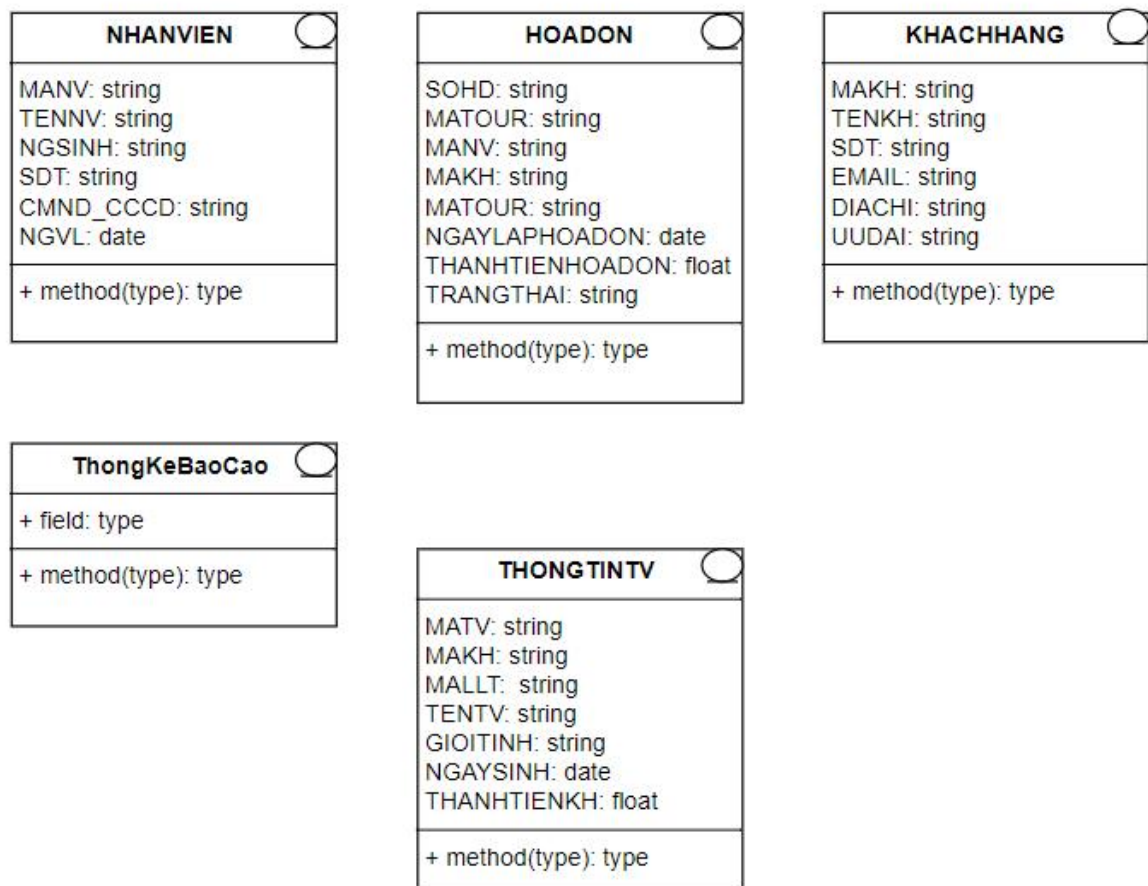 NHANVIEN
MANV: string
TENNV: string
NGSINH: string
SDT: string
CMND_CCCD: string
NGVL: date
+ method(type): type
HOADON
SOHD: string
MATOUR: string
MANV: string
MAKH: string
MATOUR: string
NGAYLAPHOADON: date
THANHTIENHOADON: float
TRANGTHAI: string
+ method(type): type
KHACHHANG
MAKH: string
TENKH: string
SDT: string
EMAIL: string
DIACHI: string
UUDAI: string
+ method(type): type
ThongKeBaoCao
+ field: type
+ method(type): type
THONGTINTV
MATV: string
MAKH: string
MALLT: string
TENTV: string
GIOITINH: string
NGAYSINH: date
THANHTIENKH: float
+ method(type): type